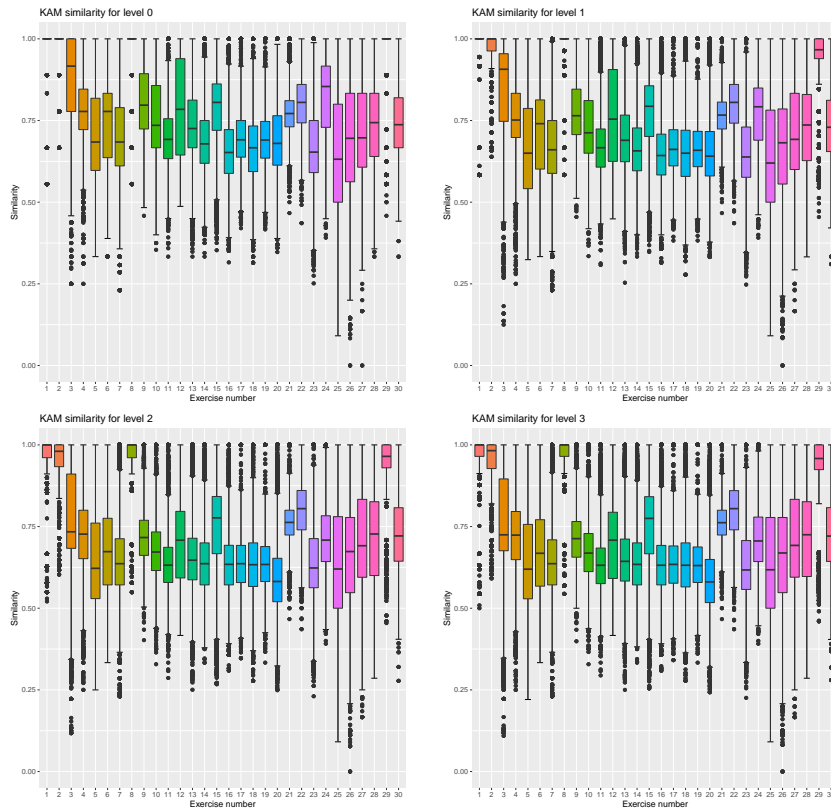 KAM similarity for level 0
1.00
0.75
Similarity
0.50
0.25
0.00
1 2 3 4 5 6 7 8 9 10 11 12 13 14 15 16 17 18 19 20 21 22 23 24 25 26 27 28 29 30
Exercise number
KAM similarity for level 1
1.00
0.75
Similarity
0.50
0.25
0.00
1 2 3 4 5 6 7 8 9 10 11 12 13 14 15 16 17 18 19 20 21 22 23 24 25 26 27 28 29 30
Exercise number
KAM similarity for level 2
1.00
0.75
Similarity
0.50
0.25
0.00
1 2 3 4 5 6 7 8 9 10 11 12 13 14 15 16 17 18 19 20 21 22 23 24 25 26 27 28 29 30
Exercise number
KAM similarity for level 3
1.00
0.75
Similarity
0.50
0.25
0.00
1 2 3 4 5 6 7 8 9 10 11 12 13 14 15 16 17 18 19 20 21 22 23 24 25 26 27 28 29 30
Exercise number